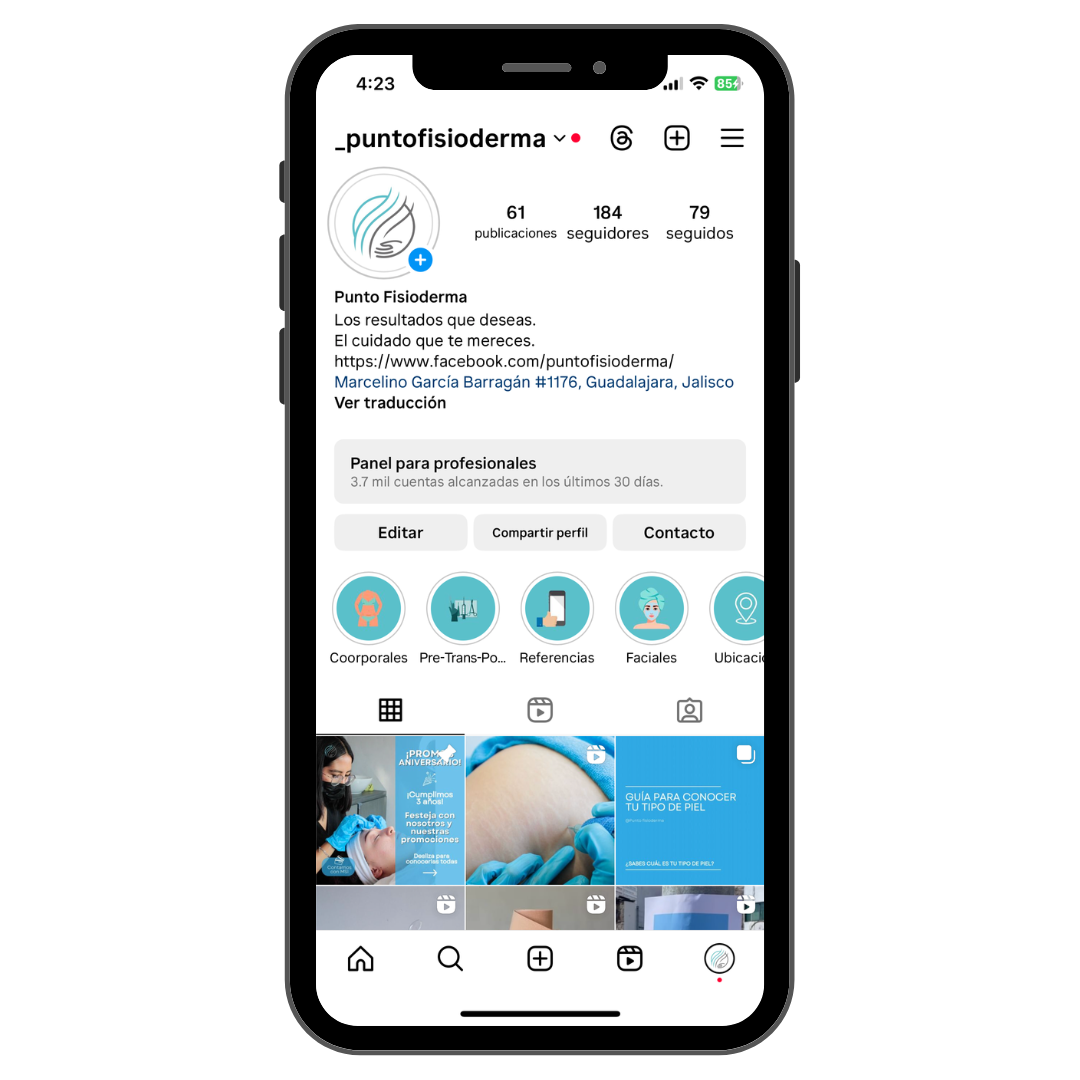 4:23
85
_puntofisioderma
61
184
79
publicaciones
seguidores
seguidos
Punto Fisioderma
Los resultados que deseas.
El cuidado que te mereces.
https://www.facebook.com/puntofisioderma/
Marcelino García Barragán #1176, Guadalajara, Jalisco
Ver traducción
Panel para profesionales
3.7 mil cuentas alcanzadas en los últimos 30 días.
Editar
Compartir perfil
Contacto
Coorporales
Pre-Trans-Po...
Referencias
Faciales
Ubicacio
¡PROMO
ANIVERSARIO!
¡Cumplimos
3 años!
Festeja con
nosotros y
nuestras
promociones
Desliza para
conocerlas todas
GUÍA PARA CONOCER
TU TIPO DE PIEL
¿SABES CUÁL ES TU TIPO DE PIEL?